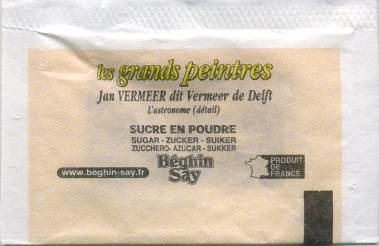 les grands peintres
Jan VERMEER dit Vermeer de Delft
L'astronome (détail)
SUCRE EN POUDRE
SUGAR - ZUCKER - SUIKER
ZUCCHERO - AZUCAR - SUKKER
Béghin
Say
www.beghin-say.fr
PRODUIT
DE
FRANCE